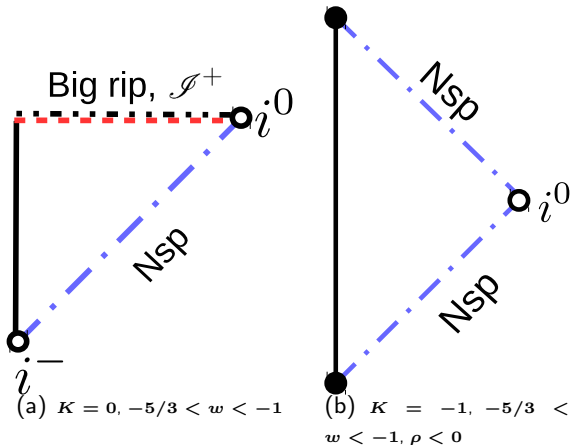 Big rip, 𝓘⁺
i⁰
Nsp
i⁻
(a) K = 0, −5/3 < w < −1
Nsp
i⁰
Nsp
(b) K = −1, −5/3 <
w < −1, ρ < 0